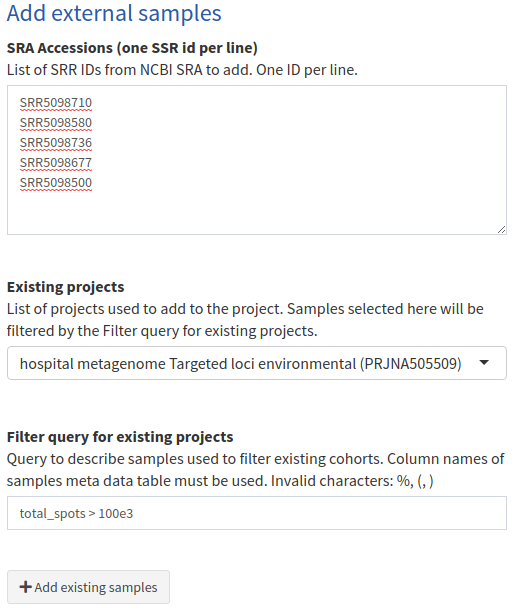 Add external samples
SRA Accessions (one SSR id per line)
List of SRR IDs from NCBI SRA to add. One ID per line.
SRR5098710
SRR5098580
SRR5098736
SRR5098677
SRR5098500
Existing projects
List of projects used to add to the project. Samples selected here will be
filtered by the Filter query for existing projects.
hospital metagenome Targeted loci environmental (PRJNA505509)
Filter query for existing projects
Query to describe samples used to filter existing cohorts. Column names of
samples meta data table must be used. Invalid characters: %, (, )
total_spots > 100e3
+ Add existing samples